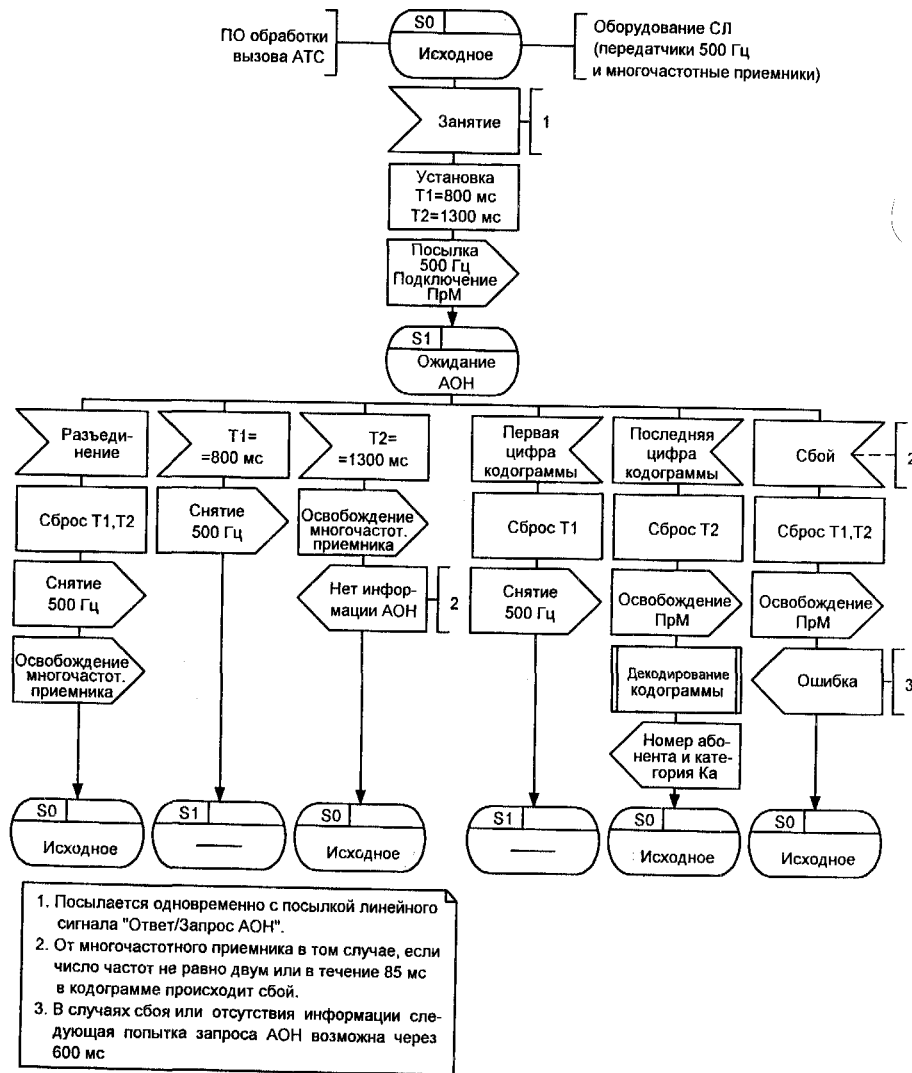 ПО обработки
вызова АТС
S0
Исходное
Оборудование СЛ
(передатчики 500 Гц
и многочастотные приемники)
Занятие
1
Установка
Т1=800 мс
Т2=1300 мс
Посылка
500 Гц
Подключение
ПрМ
S1
Ожидание
АОН
Разъеди-
нение
Сброс Т1,Т2
Снятие
500 Гц
Освобождение
многочастот.
приемника
S0
Исходное
Т1=
=800 мс
Снятие
500 Гц
S1
Т2=
=1300 мс
Освобождение
многочастот.
приемника
Нет инфор-
мации АОН
2
S0
Исходное
Первая
цифра
кодограммы
Сброс Т1
Снятие
500 Гц
S1
Последняя
цифра
кодограммы
Сброс Т2
Освобождение
ПрМ
Декодирование
кодограммы
Номер або-
нента и кате-
гория Ка
S0
Исходное
Сбой
2
Сброс Т1,Т2
Освобождение
ПрМ
Ошибка
3
S0
Исходное
1. Посылается одновременно с посылкой линейного
сигнала "Ответ/Запрос АОН".
2. От многочастотного приемника в том случае, если
число частот не равно двум или в течение 85 мс
в кодограмме происходит сбой.
3. В случаях сбоя или отсутствия информации сле-
дующая попытка запроса АОН возможна через
600 мс